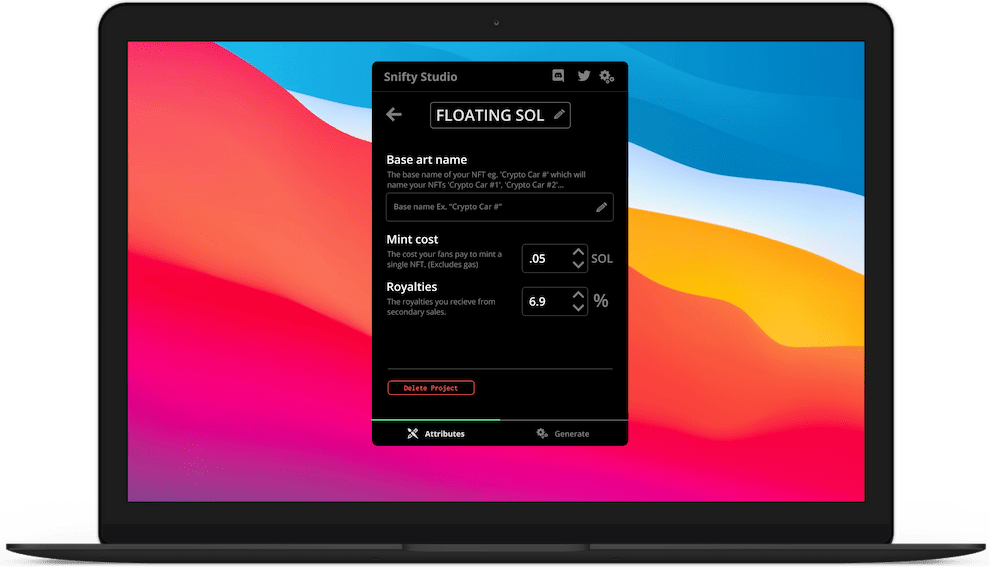 Snifty Studio
FLOATING SOL
Base art name
The base name of your NFT eg. 'Crypto Car #' which will
name your NFTs 'Crypto Car #1', 'Crypto Car #2'...
Base name Ex. "Crypto Car #"
Mint cost
The cost your fans pay to mint a
single NFT. (Excludes gas)
.05 SOL
Royalties
The royalties you recieve from
secondary sales.
6.9 %
Delete Project
Attributes Generate